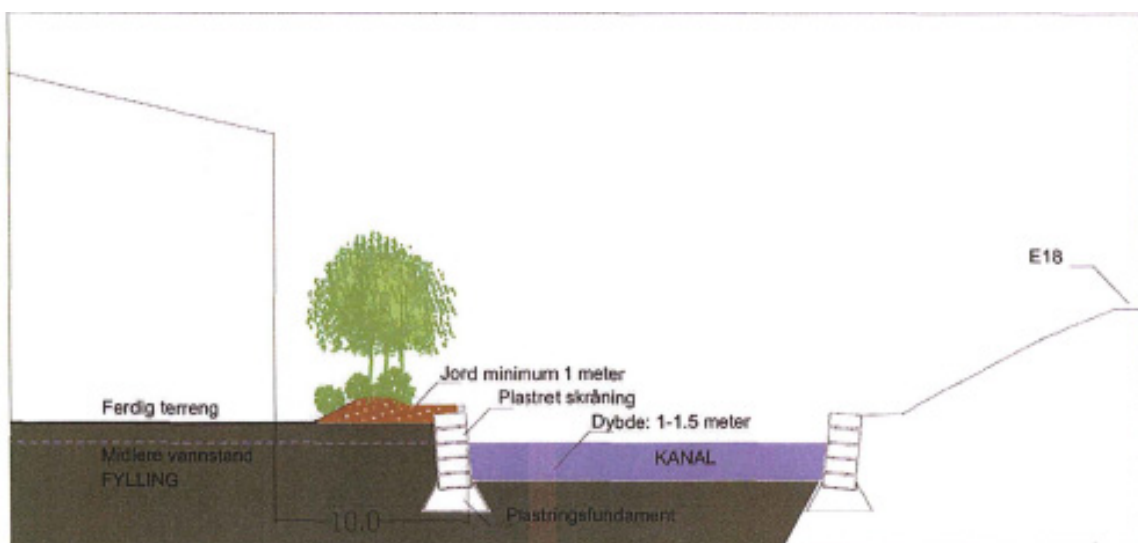 E18
Jord minimum 1 meter
Plastret skråning
Ferdig terreng
Dybde: 1-1.5 meter
Midlere vannstand
KANAL
FYLLING
10.0
Plastringsfundament